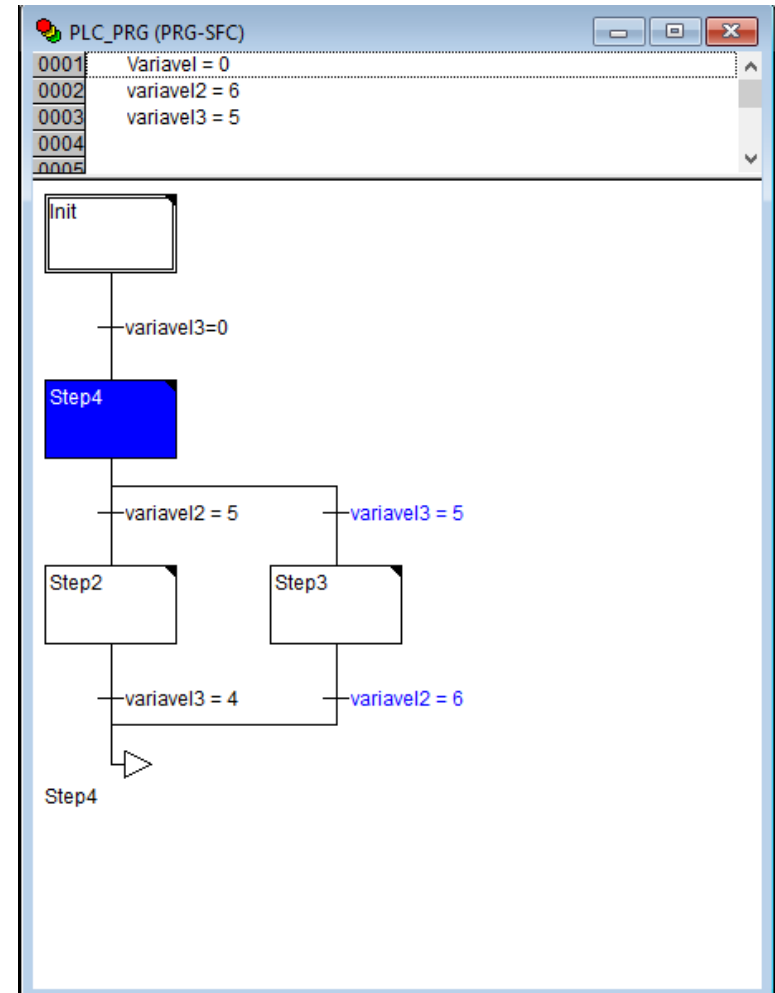 PLC_PRG (PRG-SFC)
0001 Variavel = 0
0002 variavel2 = 6
0003 variavel3 = 5
0004
0005
Init
variavel3=0
Step4
variavel2 = 5 variavel3 = 5
Step2 Step3
variavel3 = 4 variavel2 = 6
Step4